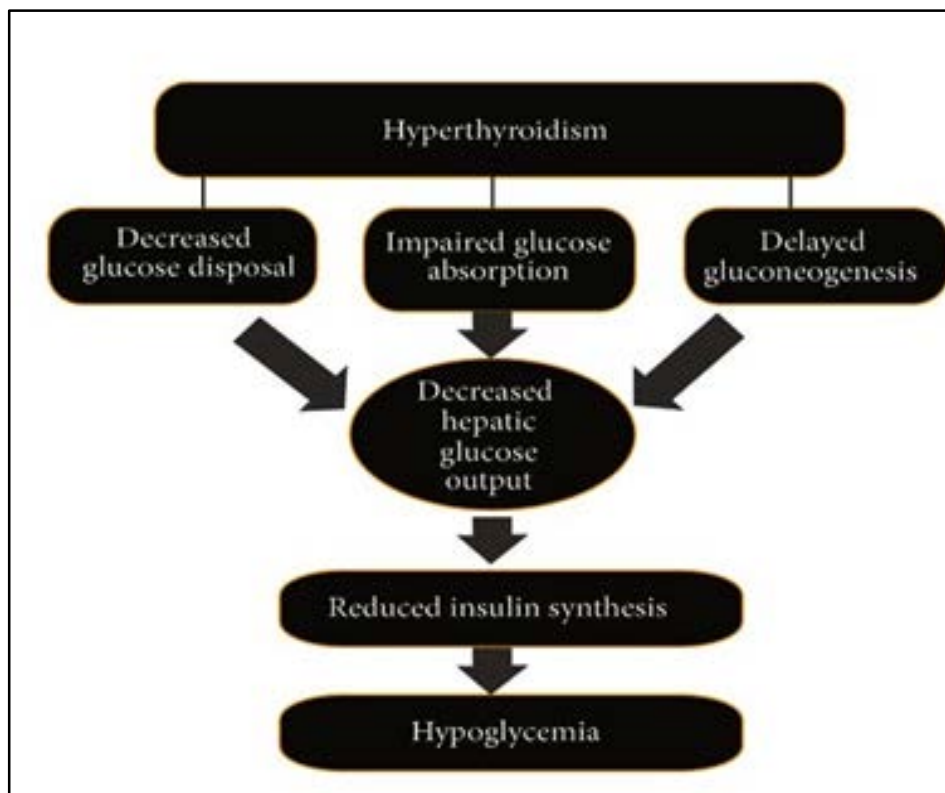 Hyperthyroidism
Decreased
glucose disposal
Impaired glucose
absorption
Delayed
gluconeogenesis
Decreased
hepatic
glucose
output
Reduced insulin synthesis
Hypoglycemia